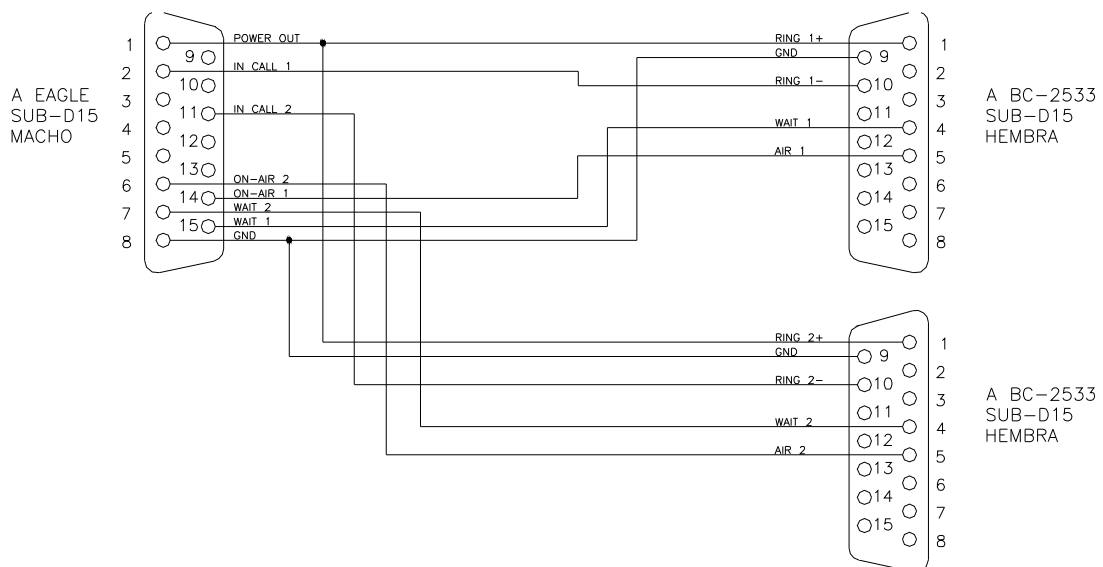 A EAGLE
SUB-D15
MACHO
1
2
3
4
5
6
7
8
9
10
11
12
13
14
15
POWER OUT
IN CALL 1
IN CALL 2
ON-AIR 2
ON-AIR 1
WAIT 2
WAIT 1
GND
RING 1+
GND
RING 1-
WAIT 1
AIR 1
9
10
11
12
13
14
15
1
2
3
4
5
6
7
8
A BC-2533
SUB-D15
HEMBRA
RING 2+
GND
RING 2-
WAIT 2
AIR 2
9
10
11
12
13
14
15
1
2
3
4
5
6
7
8
A BC-2533
SUB-D15
HEMBRA